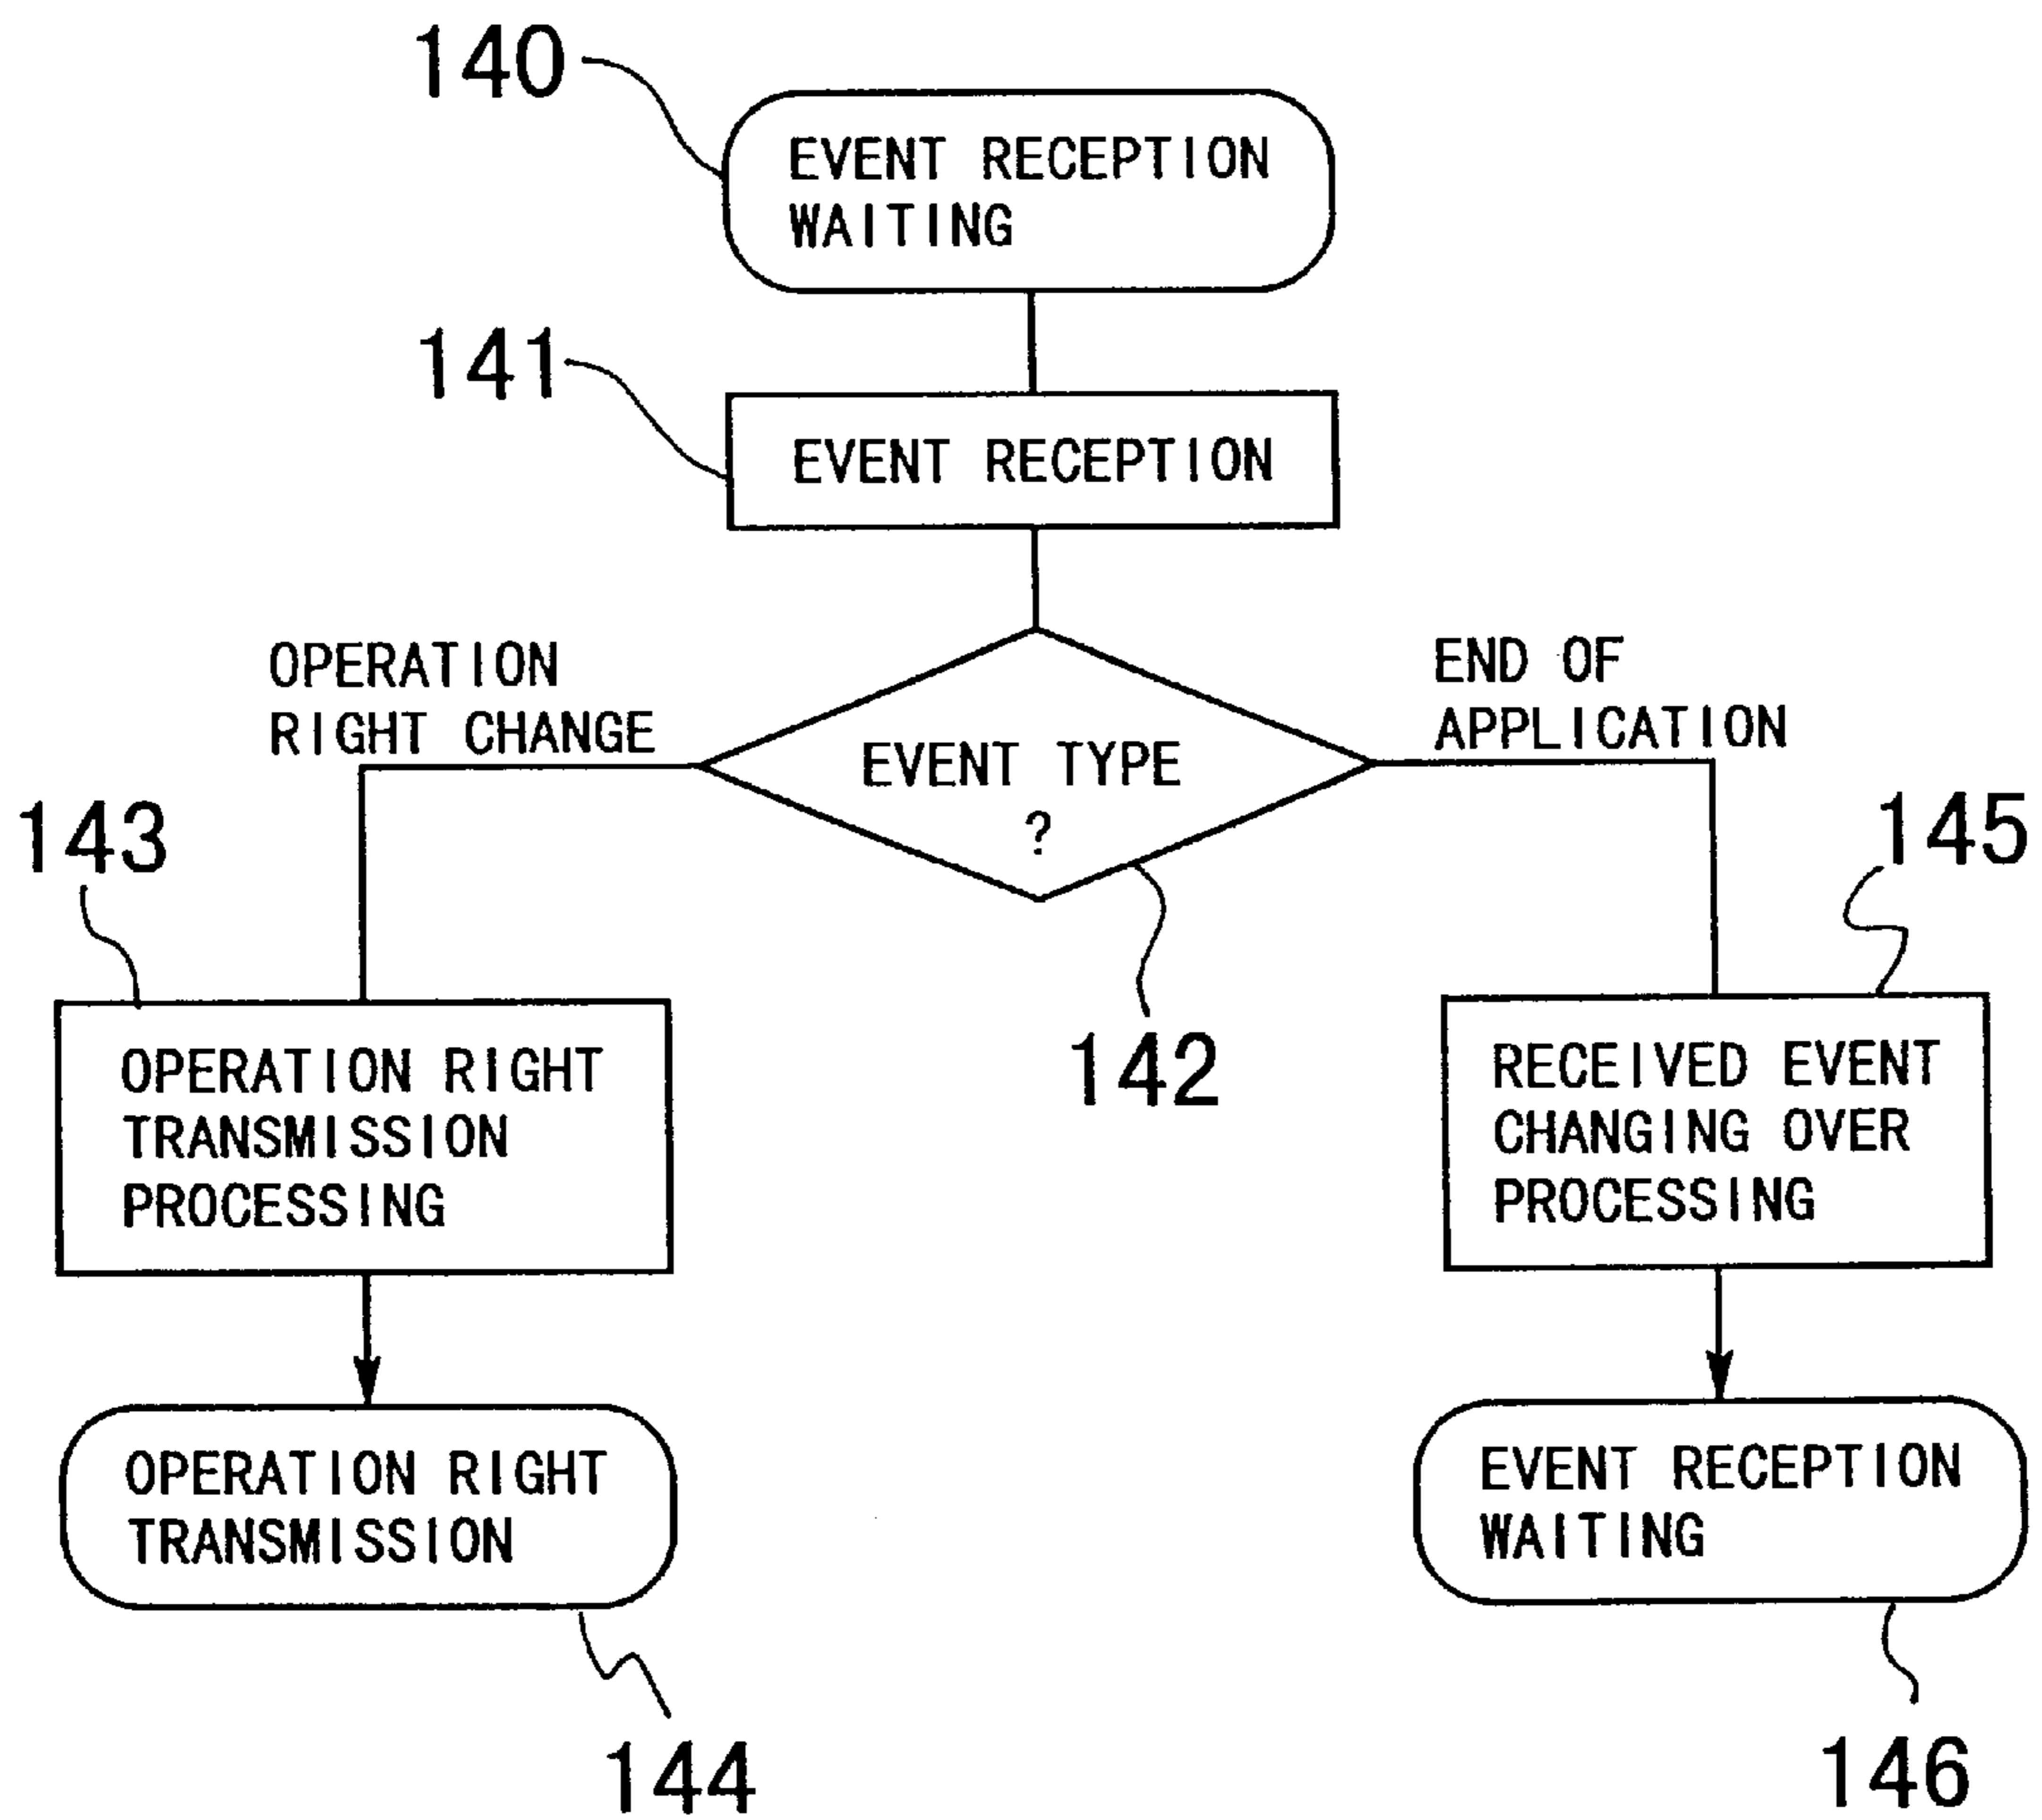 140
EVENT RECEPTION
WAITING
141
EVENT RECEPTION
OPERATION
RIGHT CHANGE
END OF
APPLICATION
EVENT TYPE
?
143
145
142
OPERATION RIGHT
TRANSMISSION
PROCESSING
RECEIVED EVENT
CHANGING OVER
PROCESSING
OPERATION RIGHT
TRANSMISSION
EVENT RECEPTION
WAITING
144
146